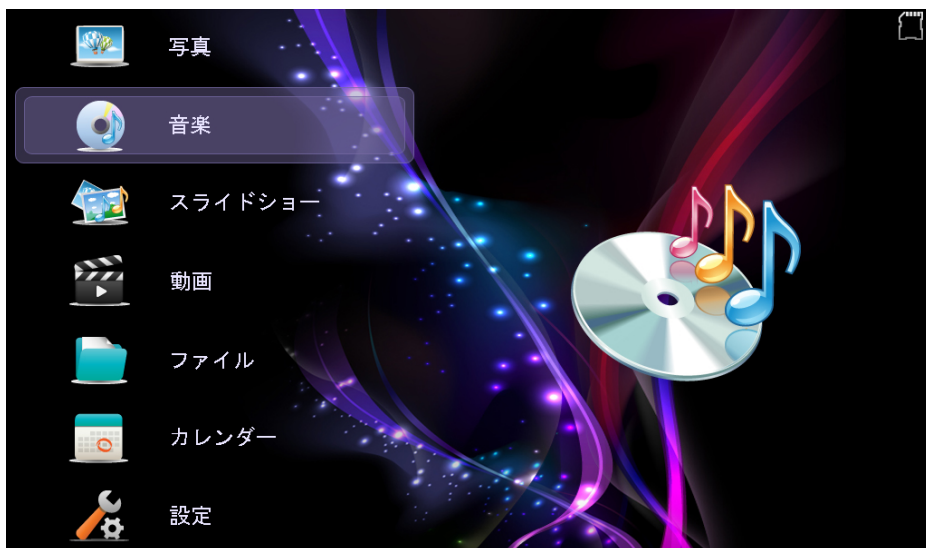 写真
音楽
スライドショー
動画
ファイル
カレンダー
設定